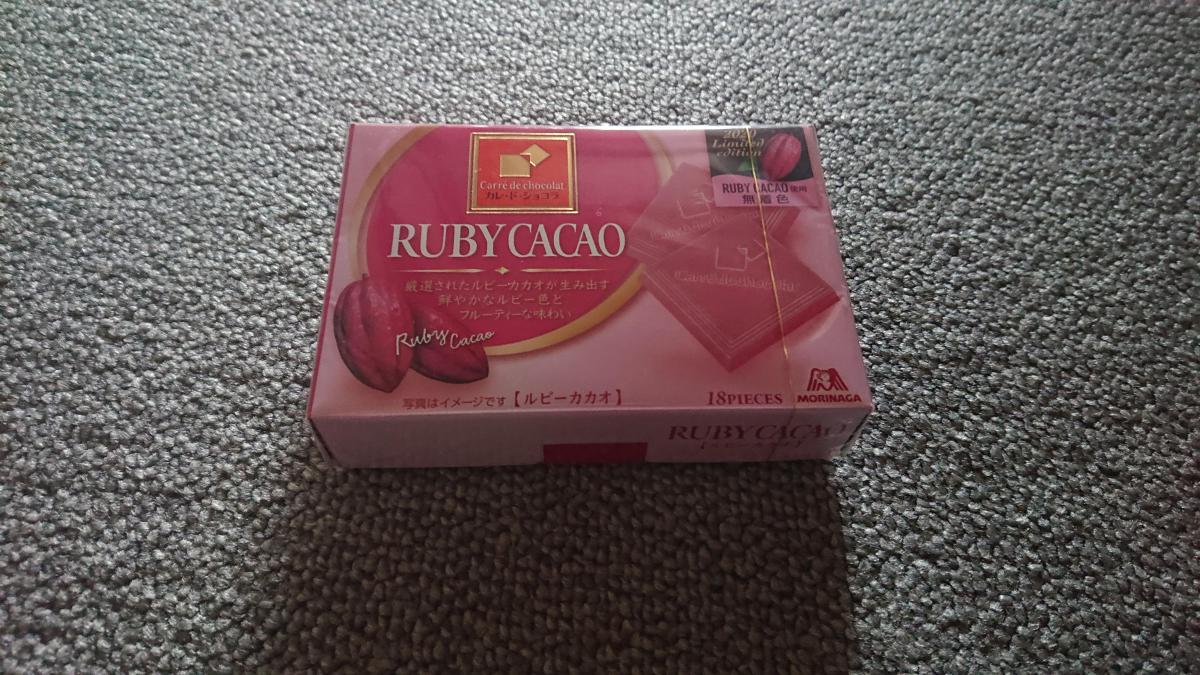 Carré de chocolat
カレ・ド・ショコラ
RUBY CACAO
厳選されたルビーカカオが生み出す
鮮やかなルビー色と
フルーティーな味わい
Ruby Cacao
写真はイメージです【ルビーカカオ】
2020
Limited
edition
RUBY CACAO使用
無着色
Carré de chocolat
18PIECES
MORINAGA
RUBY CACAO